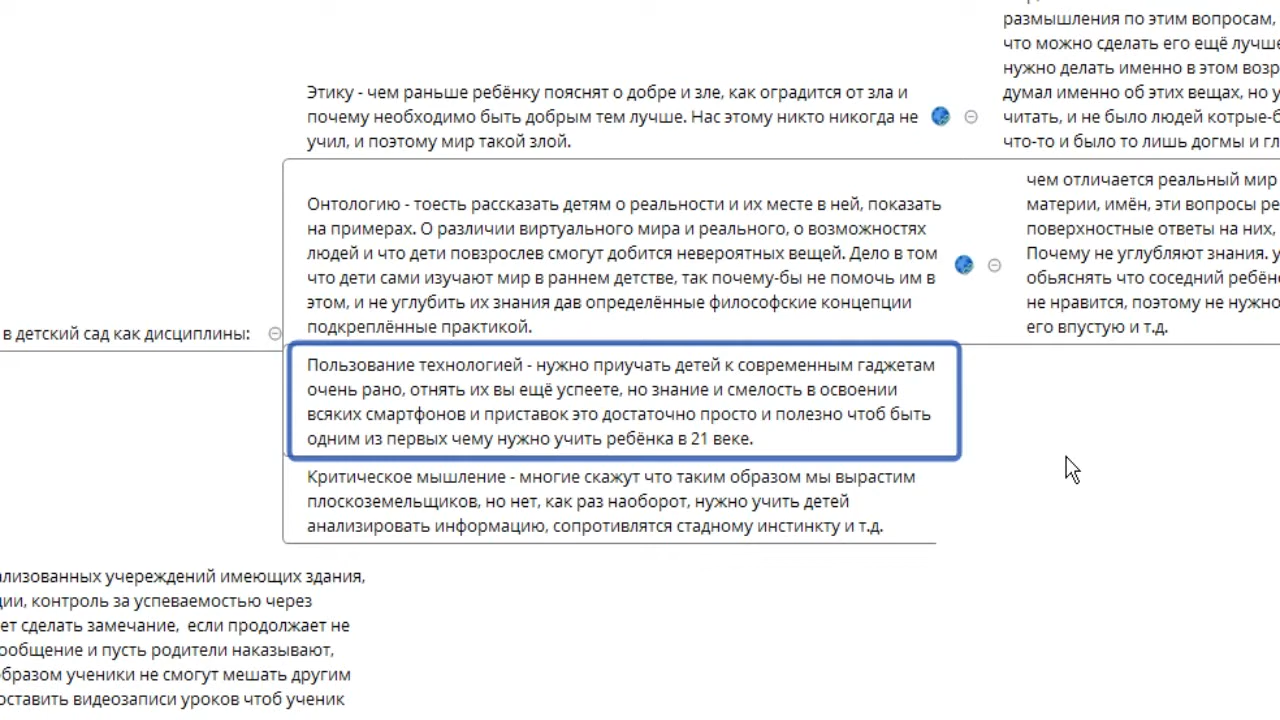 размышления по этим вопросам,
что можно сделать его ещё лучше
нужно делать именно в этом возр
думал именно об этих вещах, но у
читать, и не было людей котрые-б
что-то и было то лишь догмы и гл
Этику - чем раньше ребёнку пояснят о добре и зле, как оградится от зла и
почему необходимо быть добрым тем лучше. Нас этому никто никогда не
учил, и поэтому мир такой злой.
чем отличается реальный мир
материи, имён, эти вопросы ре
поверхностные ответы на них,
Почему не углубляют знания. у
обьяснять что соседний ребёно
не нравится, поэтому не нужно
его впустую и т.д.
Онтологию - тоесть рассказать детям о реальности и их месте в ней, показать
на примерах. О различии виртуального мира и реального, о возможностях
людей и что дети повзрослев смогут добится невероятных вещей. Дело в том
что дети сами изучают мир в раннем детстве, так почему-бы не помочь им в
этом, и не углубить их знания дав определённые философские концепции
подкреплённые практикой.
в детский сад как дисциплины:
Пользование технологией - нужно приучать детей к современным гаджетам
очень рано, отнять их вы ещё успеете, но знание и смелость в освоении
всяких смартфонов и приставок это достаточно просто и полезно чтоб быть
одним из первых чему нужно учить ребёнка в 21 веке.
Критическое мышление - многие скажут что таким образом мы вырастим
плоскоземельщиков, но нет, как раз наоборот, нужно учить детей
анализировать информацию, сопротивлятся стадному инстинкту и т.д.
ализованных учереждений имеющих здания,
ции, контроль за успеваемостью через
ет сделать замечание, если продолжает не
ообщение и пусть родители наказывают,
образом ученики не смогут мешать другим
оставить видеозаписи уроков чтоб ученик